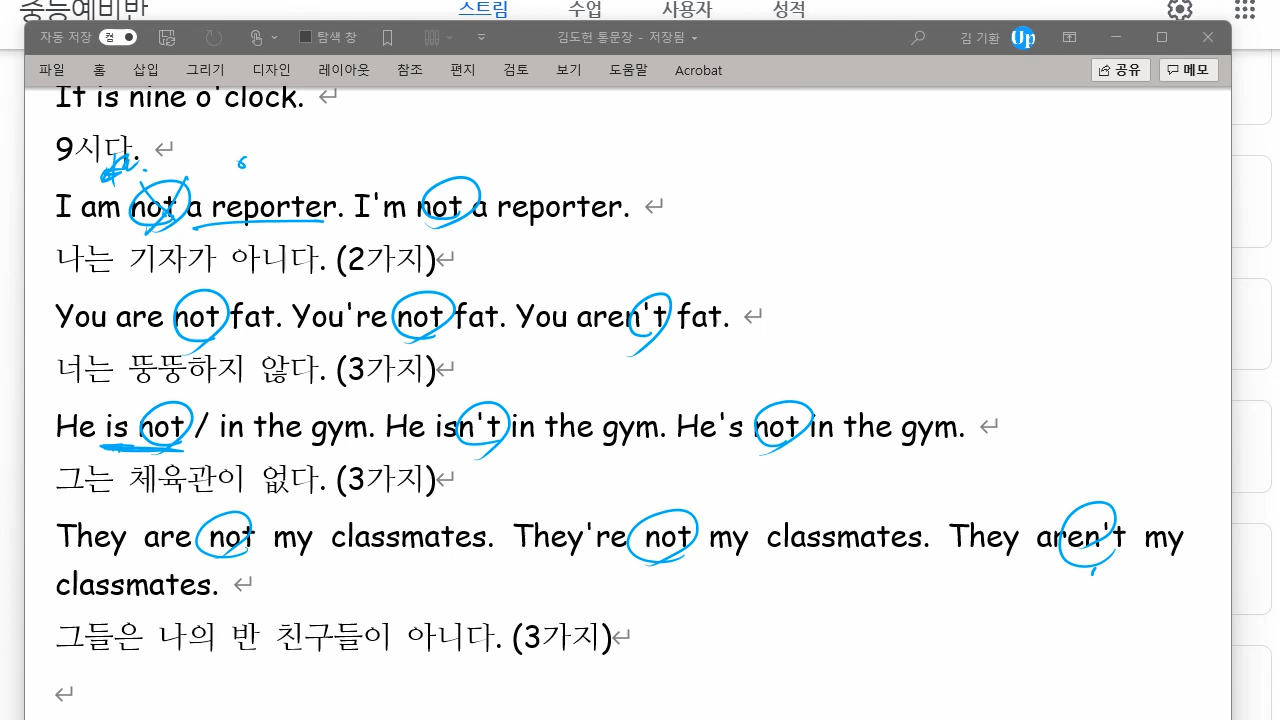 중등예비반
스트림 수업 사용자 성적
자동 저장 켬 탐색 창 김도헌 통문장 - 저장됨 김 기환 Up
파일 홈 삽입 그리기 디자인 레이아웃 참조 편지 검토 보기 도움말 Acrobat 공유 메모
It is nine o'clock.
9시다.
I am not a reporter. I'm not a reporter.
나는 기자가 아니다. (2가지)
You are not fat. You're not fat. You aren't fat.
너는 뚱뚱하지 않다. (3가지)
He is not / in the gym. He isn't in the gym. He's not in the gym.
그는 체육관이 없다. (3가지)
They are not my classmates. They're not my classmates. They aren't my
classmates.
그들은 나의 반 친구들이 아니다. (3가지)